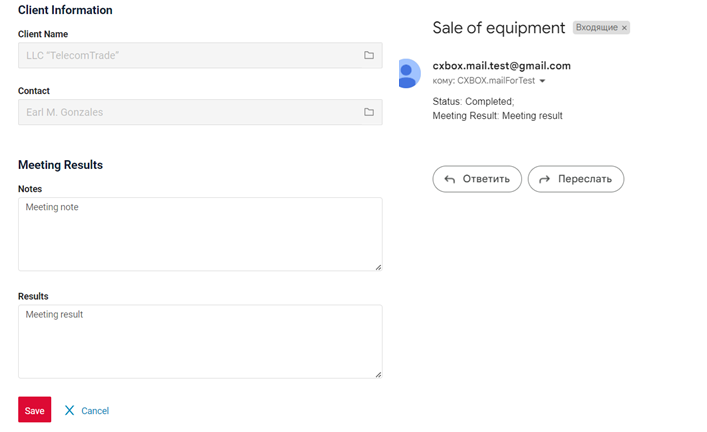 Client Information
Client Name
LLC "TelecomTrade"
Contact
Earl M. Gonzales
Meeting Results
Notes
Meeting note
Results
Meeting result
Save
Cancel
Sale of equipment
Входящие ×
cxbox.mail.test@gmail.com
кому: CXBOX.mailForTest
Status: Completed;
Meeting Result: Meeting result
Ответить
Переслать